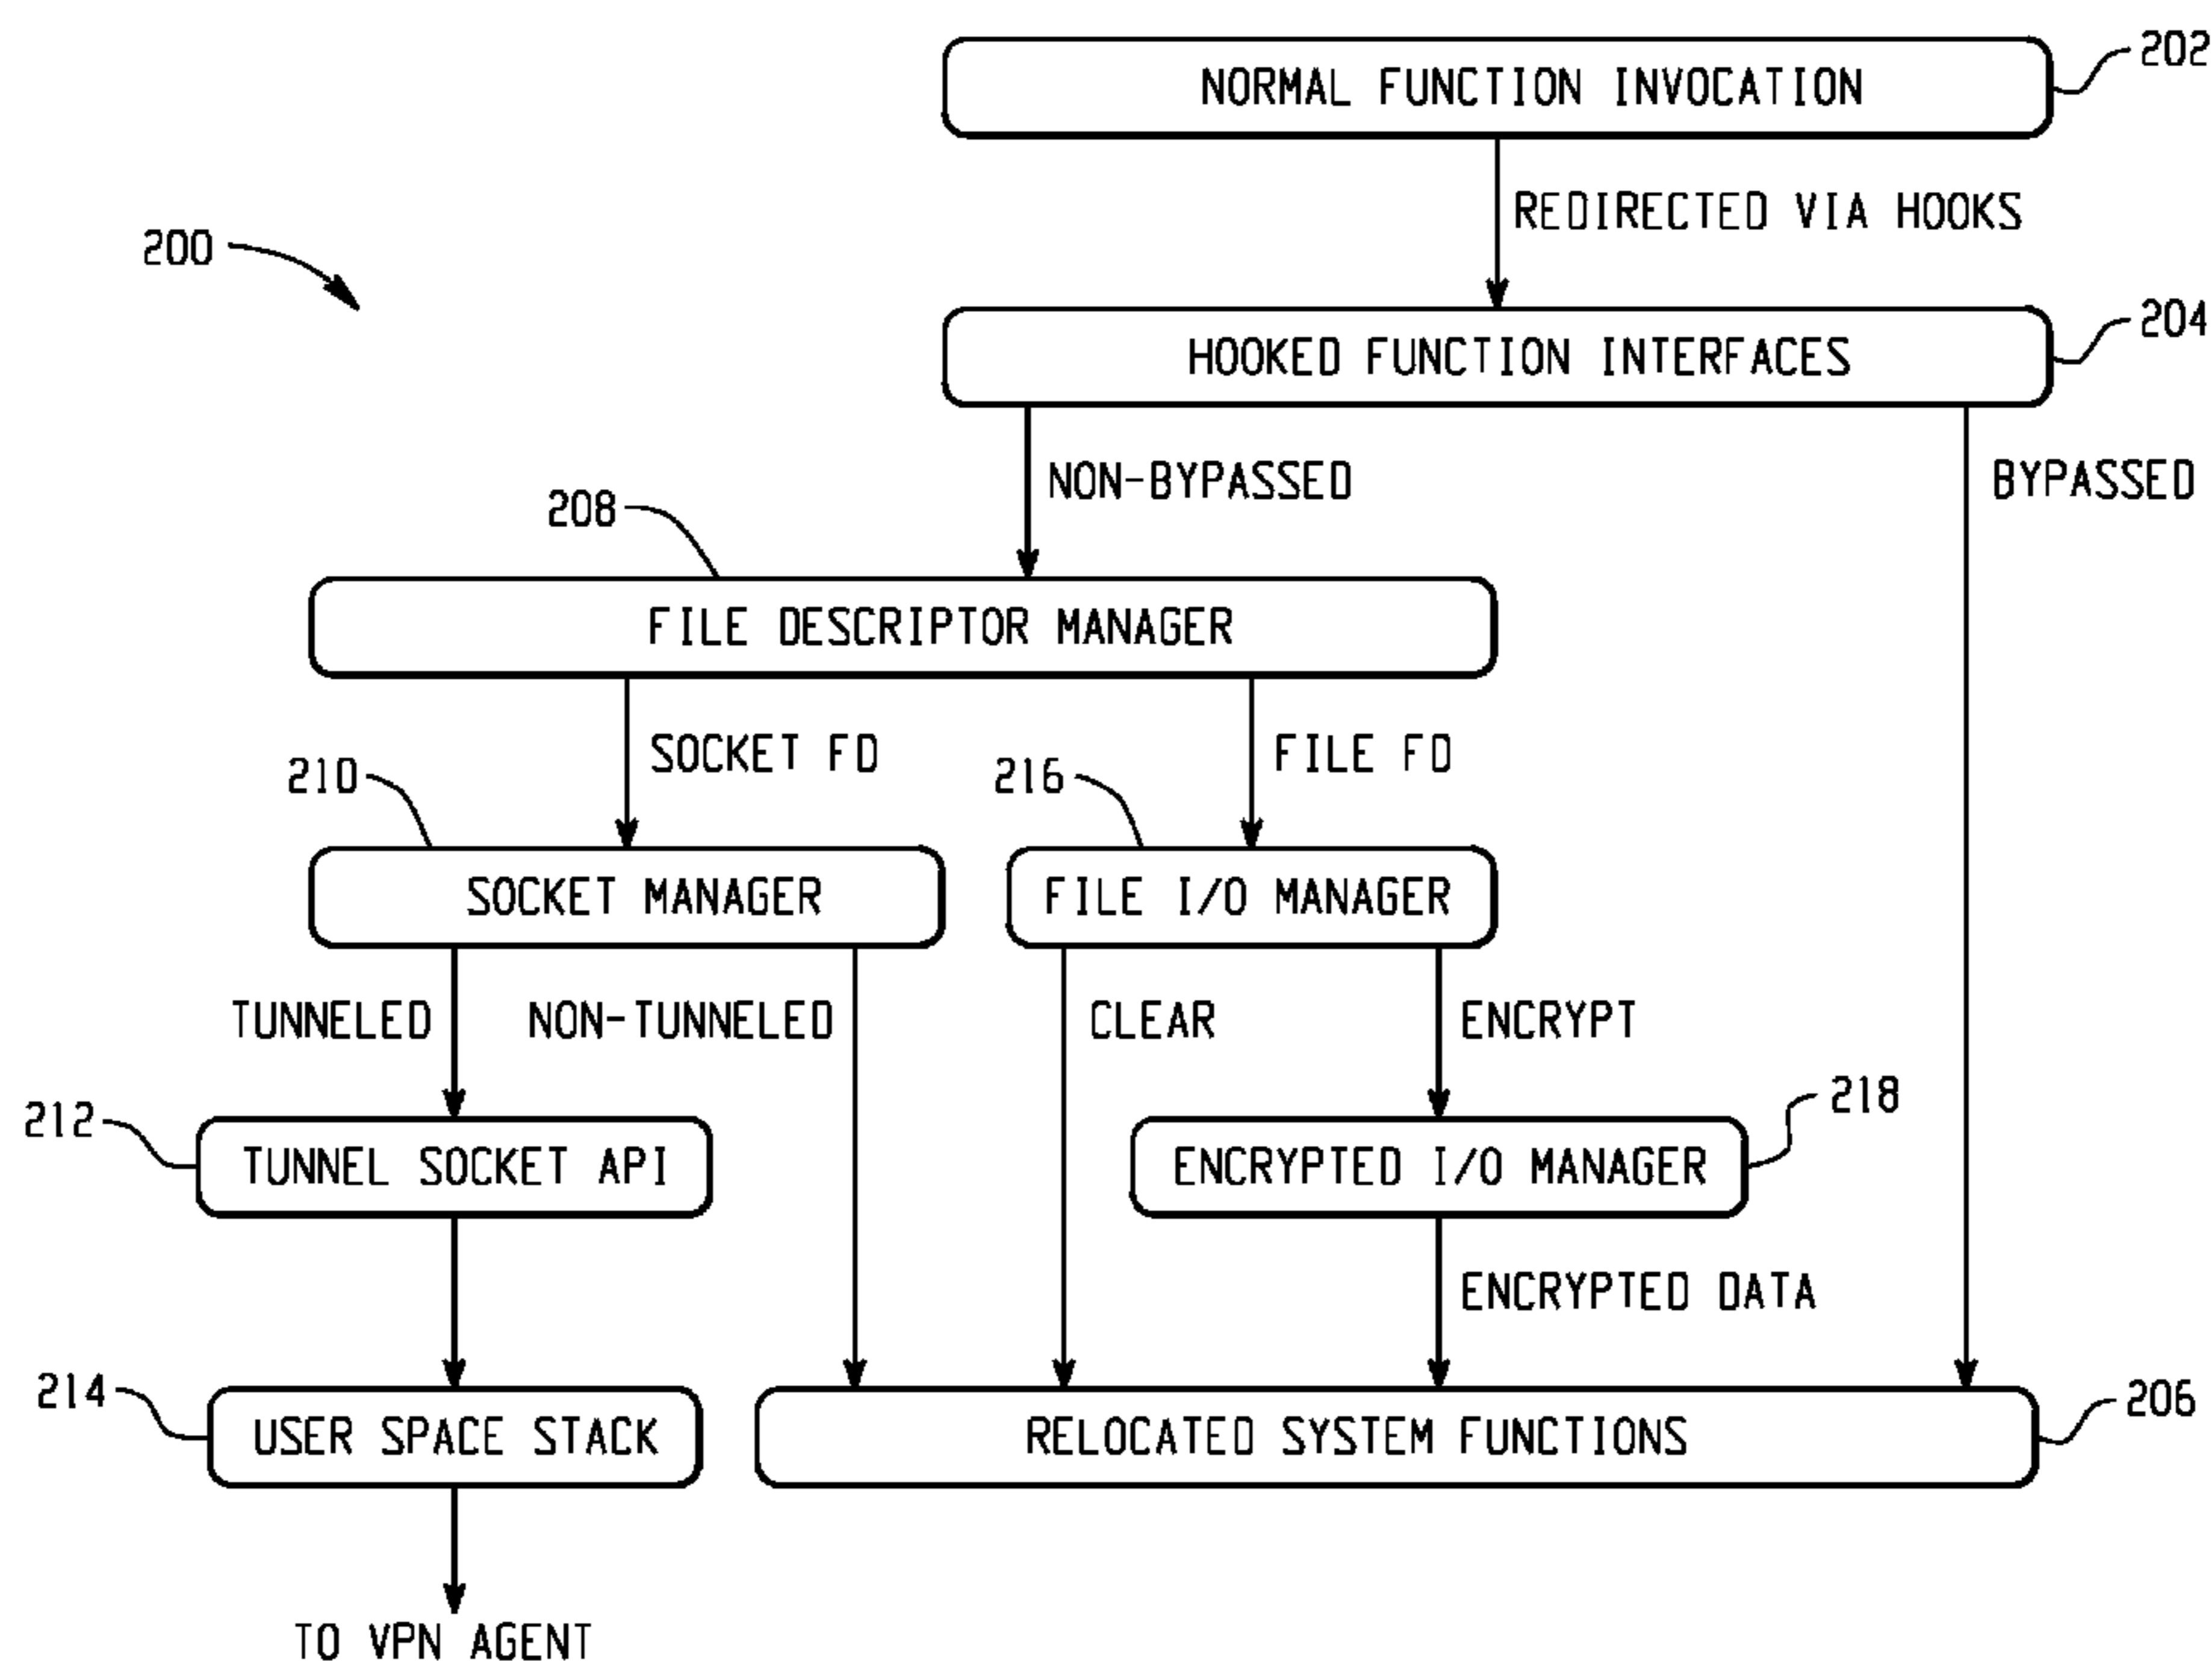 202
NORMAL FUNCTION INVOCATION
REDIRECTED VIA HOOKS
200
204
HOOKED FUNCTION INTERFACES
NON-BYPASSED
BYPASSED
208
FILE DESCRIPTOR MANAGER
SOCKET FD
FILE FD
210
216
SOCKET MANAGER
FILE I/O MANAGER
TUNNELED
NON-TUNNELED
CLEAR
ENCRYPT
212
218
TUNNEL SOCKET API
ENCRYPTED I/O MANAGER
ENCRYPTED DATA
214
206
USER SPACE STACK
RELOCATED SYSTEM FUNCTIONS
TO VPN AGENT